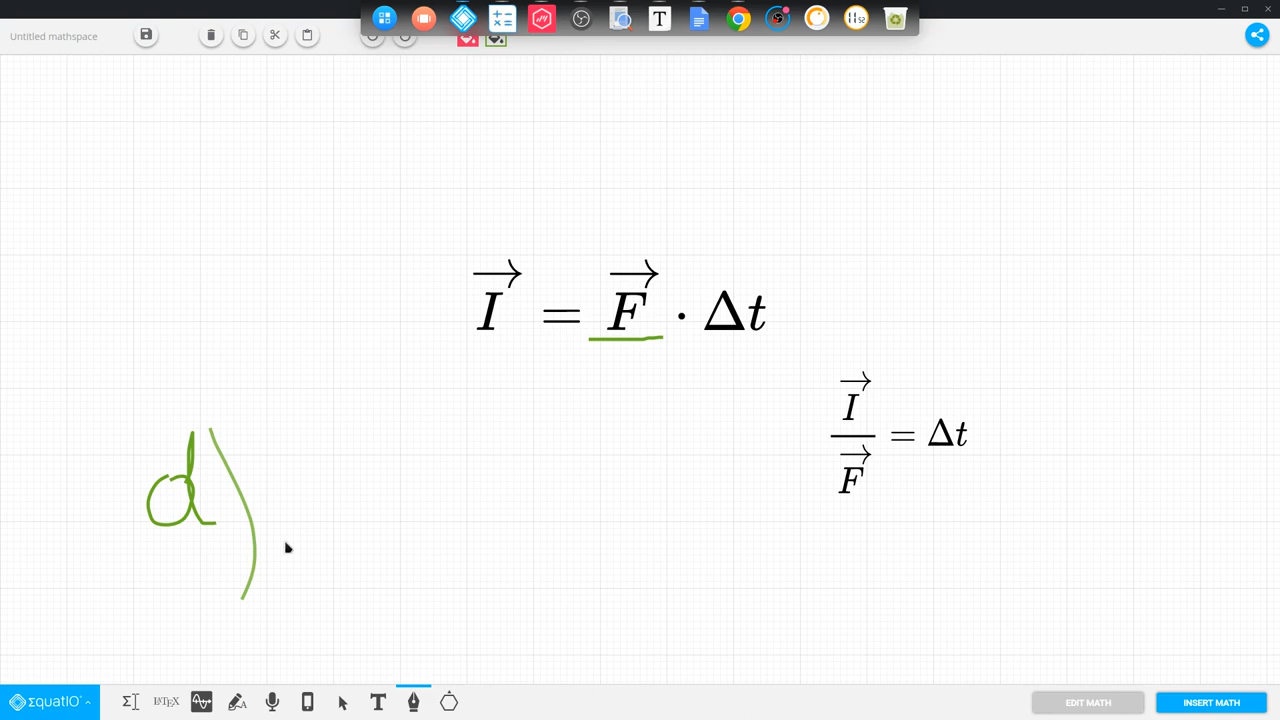 Untitled mathspace
T
I⃗ = F⃗ · Δt
I⃗ / F⃗ = Δt
d)
ΣquatIO
Σ LATEX T EDIT MATH INSERT MATH